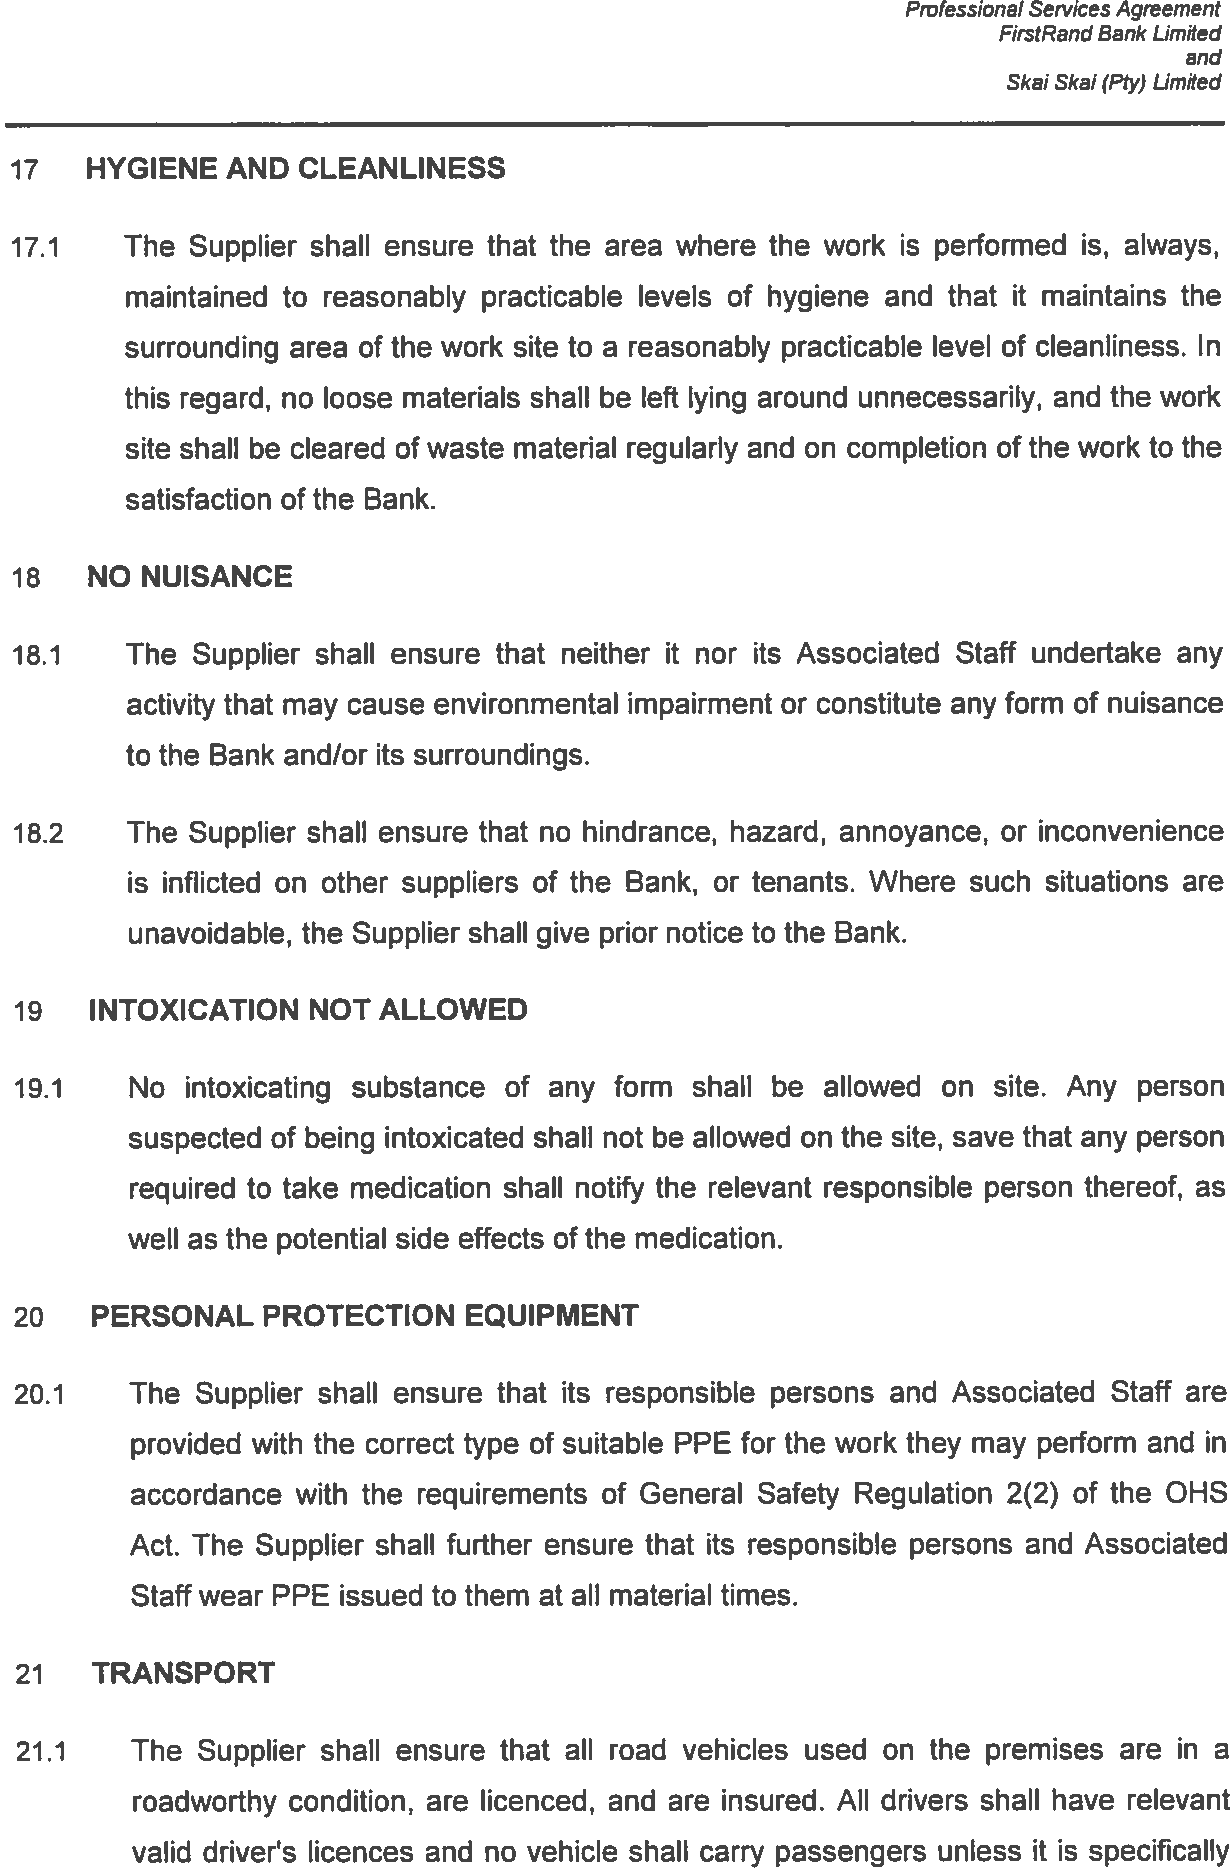 Professional Services Agreement
FirstRand Bank Limited
and
Skai Skai (Pty) Limited
17 HYGIENE AND CLEANLINESS
17.1 The Supplier shall ensure that the area where the work is performed is, always,
maintained to reasonably practicable levels of hygiene and that it maintains the
surrounding area of the work site to a reasonably practicable level of cleanliness. In
this regard, no loose materials shall be left lying around unnecessarily, and the work
site shall be cleared of waste material regularly and on completion of the work to the
satisfaction of the Bank.
18 NO NUISANCE
18.1 The Supplier shall ensure that neither it nor its Associated Staff undertake any
activity that may cause environmental impairment or constitute any form of nuisance
to the Bank and/or its surroundings.
18.2 The Supplier shall ensure that no hindrance, hazard, annoyance, or inconvenience
is inflicted on other suppliers of the Bank, or tenants. Where such situations are
unavoidable, the Supplier shall give prior notice to the Bank.
19 INTOXICATION NOT ALLOWED
19.1 No intoxicating substance of any form shall be allowed on site. Any person
suspected of being intoxicated shall not be allowed on the site, save that any person
required to take medication shall notify the relevant responsible person thereof, as
well as the potential side effects of the medication.
20 PERSONAL PROTECTION EQUIPMENT
20.1 The Supplier shall ensure that its responsible persons and Associated Staff are
provided with the correct type of suitable PPE for the work they may perform and in
accordance with the requirements of General Safety Regulation 2(2) of the OHS
Act. The Supplier shall further ensure that its responsible persons and Associated
Staff wear PPE issued to them at all material times.
21 TRANSPORT
21.1 The Supplier shall ensure that all road vehicles used on the premises are in a
roadworthy condition, are licenced, and are insured. All drivers shall have relevant
valid driver's licences and no vehicle shall carry passengers unless it is specifically